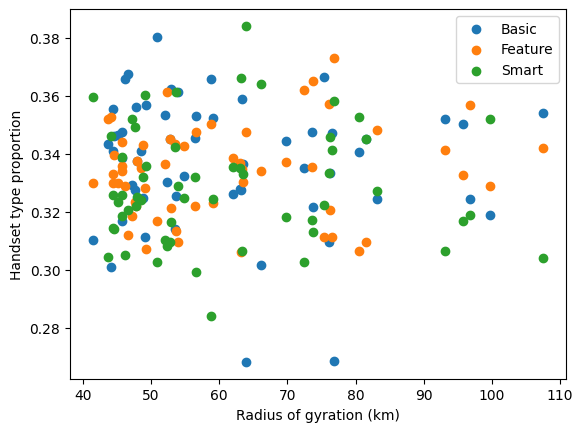 0.38
0.36
0.34
0.32
0.30
0.28
Handset type proportion
Basic
Feature
Smart
40 50 60 70 80 90 100 110
Radius of gyration (km)